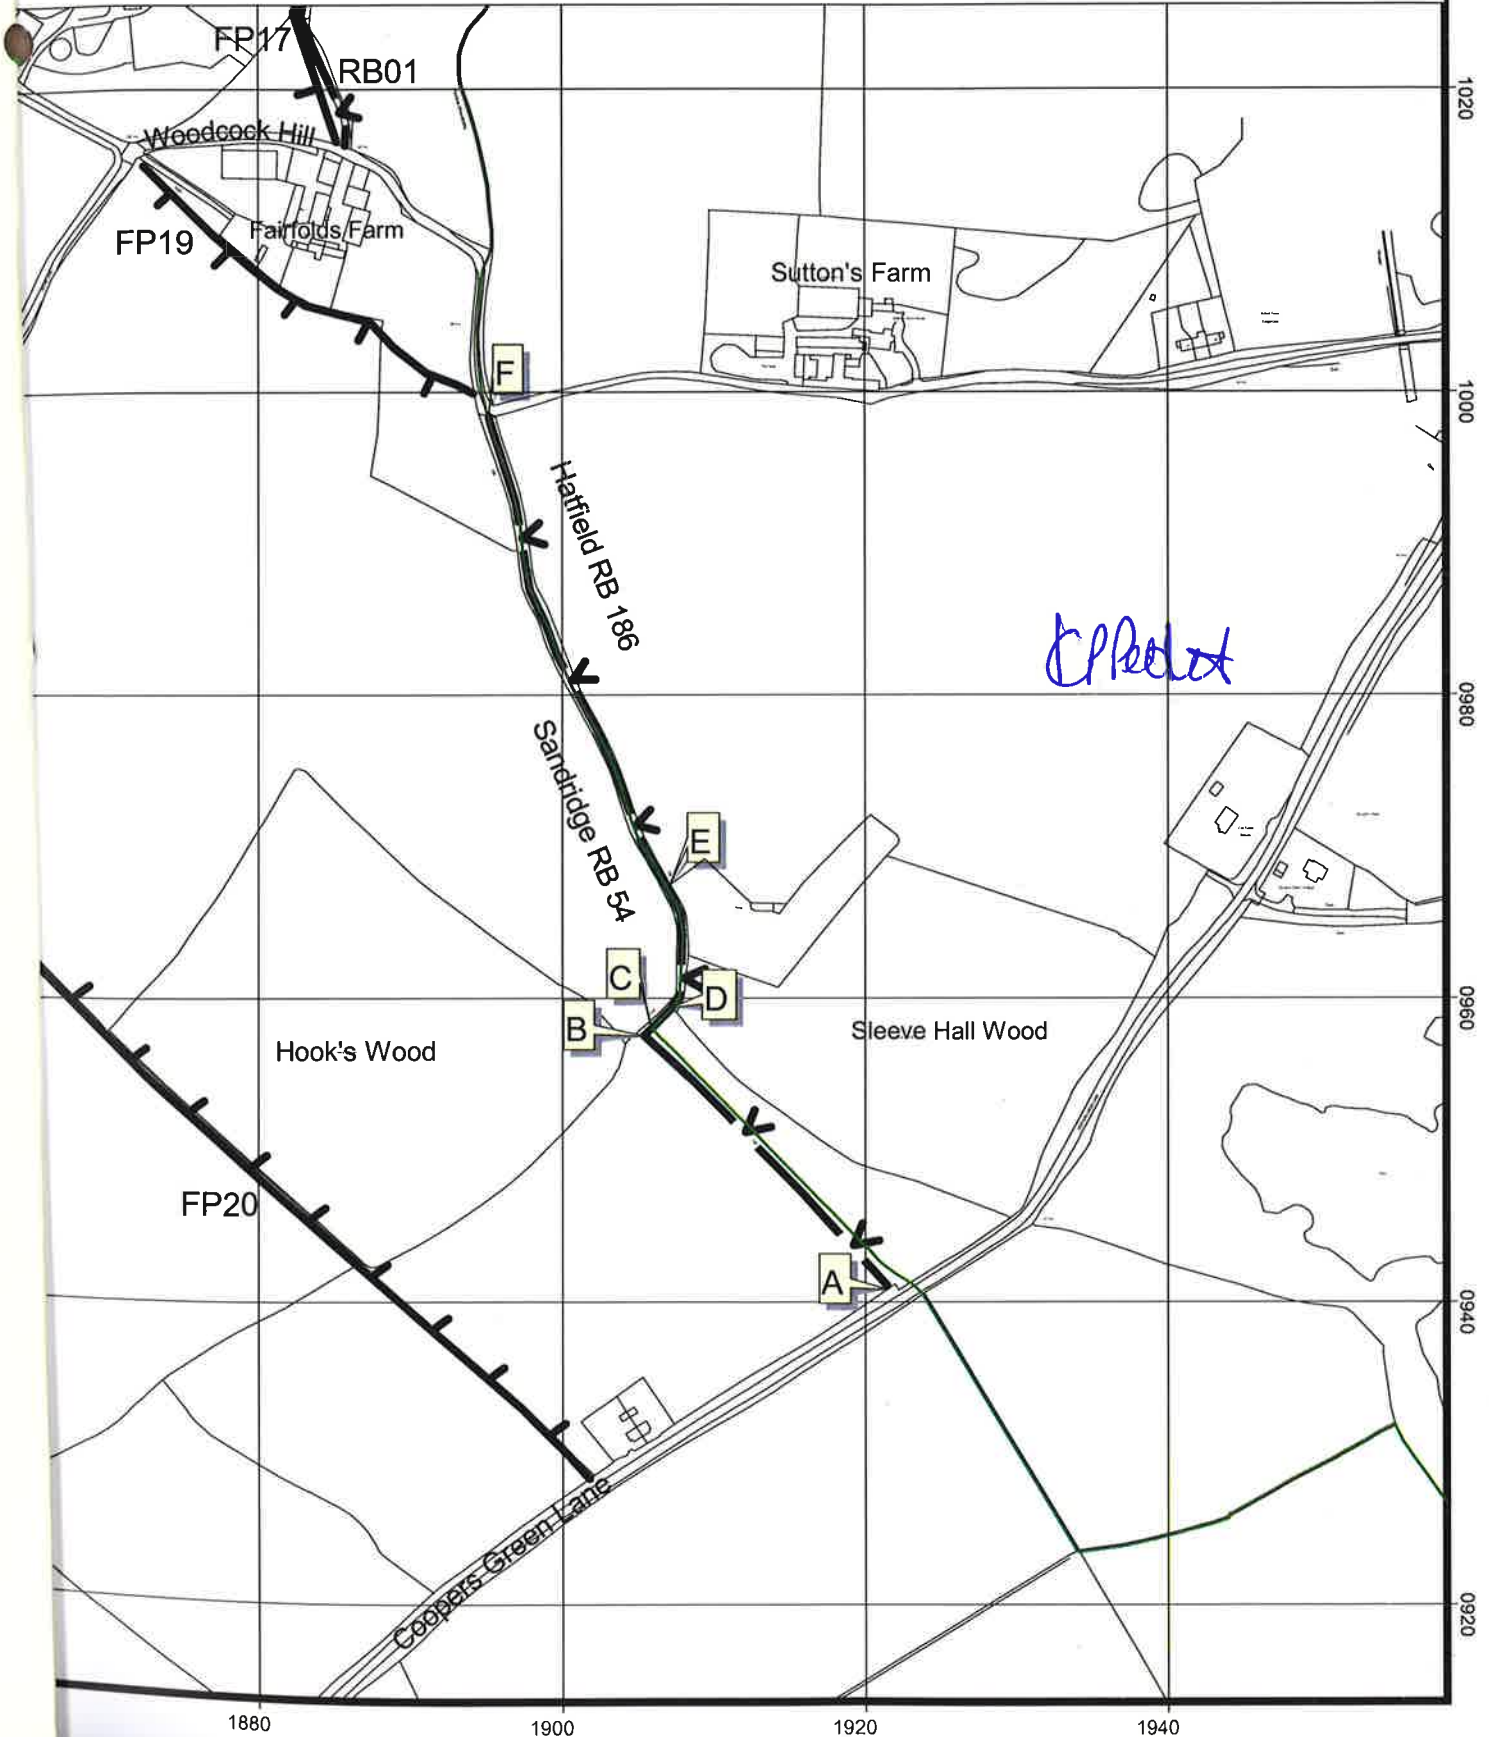 FP17
RB01
1020
Woodcock Hill
FP19
Fairfolds Farm
Sutton's Farm
F
1000
Hatfield RB 186
0980
Sandridge RB 54
E
C
D
B
0960
Hook's Wood
Sleeve Hall Wood
FP20
A
0940
Coopers Green Lane
0920
1880
1900
1920
1940